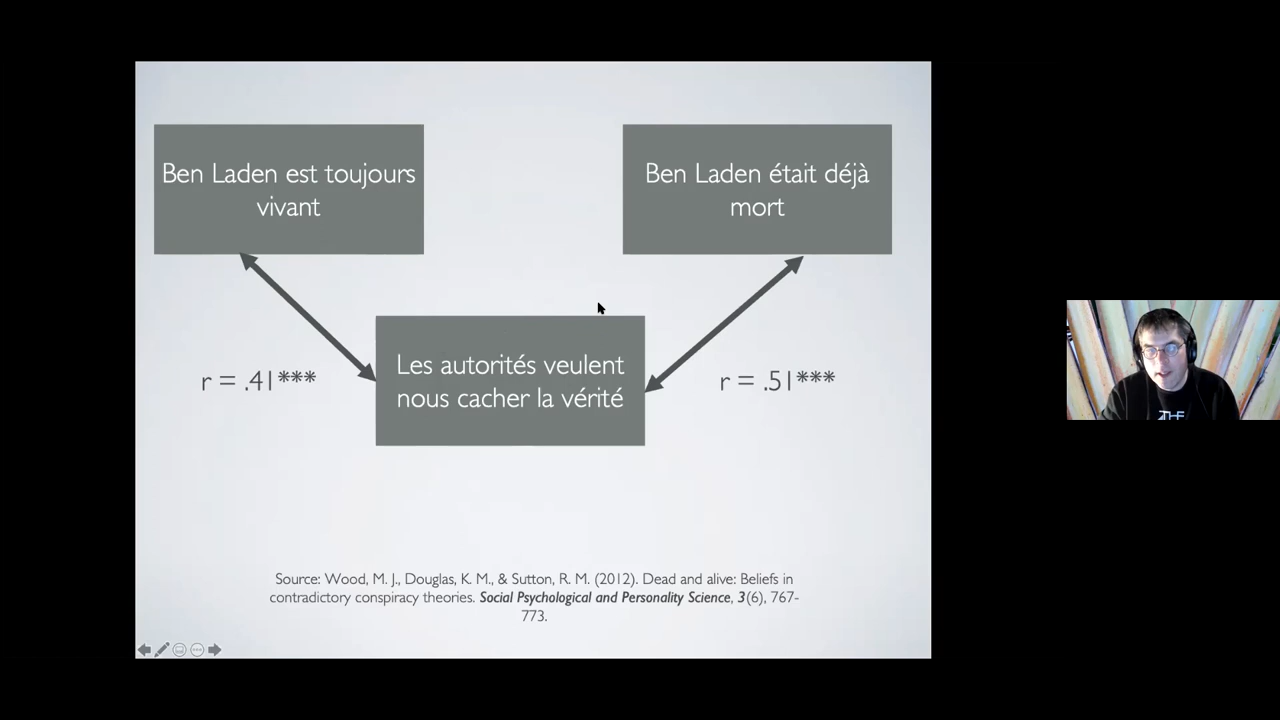 Ben Laden est toujours
vivant
Ben Laden était déjà
mort
Les autorités veulent
nous cacher la vérité
r = .41***
r = .51***
Source: Wood, M. J., Douglas, K. M., & Sutton, R. M. (2012). Dead and alive: Beliefs in
contradictory conspiracy theories. Social Psychological and Personality Science, 3(6), 767-
773.
THE